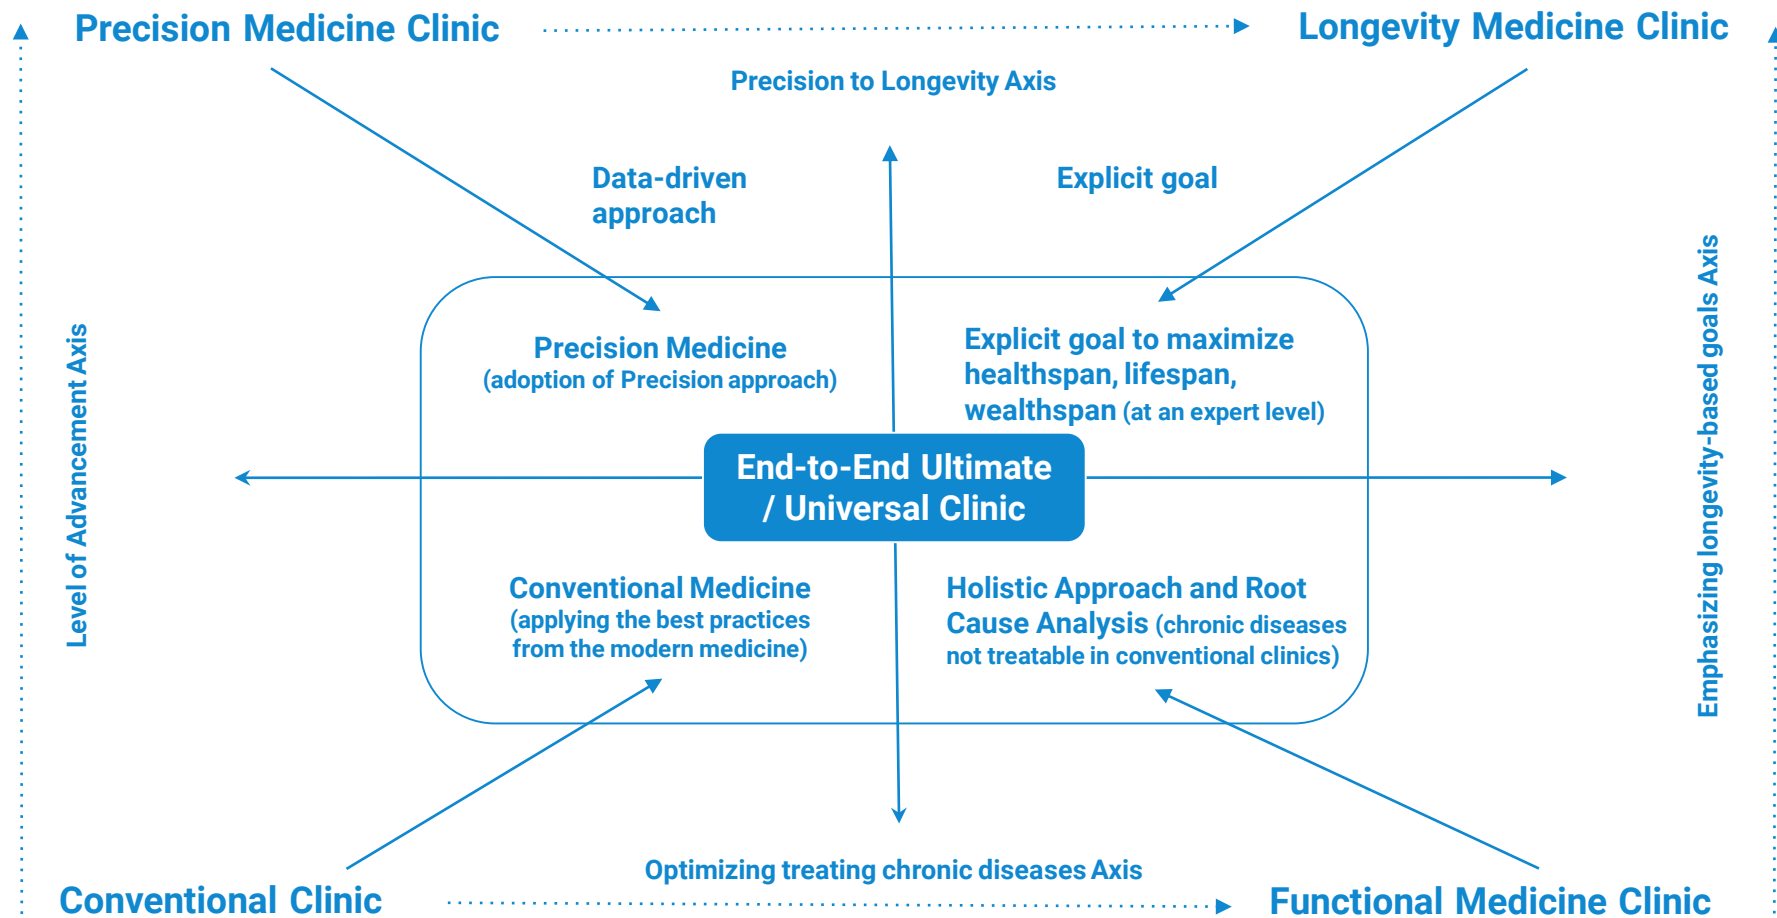 Precision Medicine Clinic
Longevity Medicine Clinic
Precision to Longevity Axis
Data-driven
approach
Explicit goal
Level of Advancement Axis
Emphasizing longevity-based goals Axis
Precision Medicine
(adoption of Precision approach)
Explicit goal to maximize
healthspan, lifespan,
wealthspan (at an expert level)
End-to-End Ultimate
/ Universal Clinic
Conventional Medicine
(applying the best practices
from the modern medicine)
Holistic Approach and Root
Cause Analysis (chronic diseases
not treatable in conventional clinics)
Optimizing treating chronic diseases Axis
Conventional Clinic
Functional Medicine Clinic